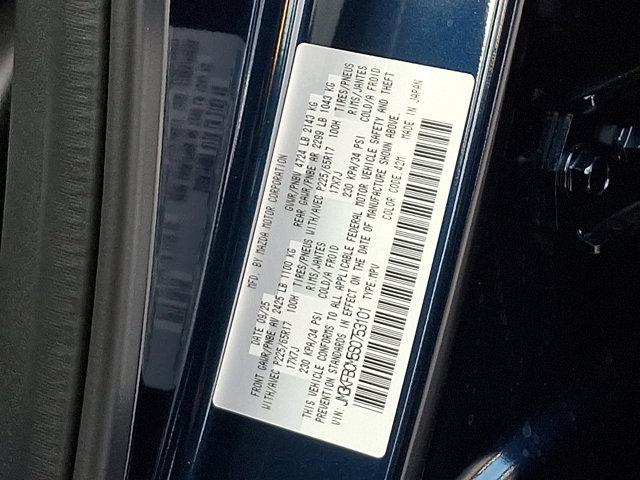 MFD. BY MAZDA MOTOR CORPORATION
DATE 09/25 GVWR/PNBV 4724 LB 2143 KG
FRONT GAWR/PNBE AV 2425 LB 1100 KG REAR GAWR/PNBE AR 2299 LB 1043 KG
WITH/AVEC P225/65R17 100H TIRES/PNEUS WITH/AVEC P225/65R17 100H TIRES/PNEUS
17X7J RIMS/JANTES 17X7J RIMS/JANTES
230 KPA/34 PSI COLD/A FROID 230 KPA/34 PSI COLD/A FROID
THIS VEHICLE CONFORMS TO ALL APPLICABLE FEDERAL MOTOR VEHICLE SAFETY AND THEFT
PREVENTION STANDARDS IN EFFECT ON THE DATE OF MANUFACTURE SHOWN ABOVE.
VIN: TYPE:MPV COLOR CODE:42M MADE IN JAPAN